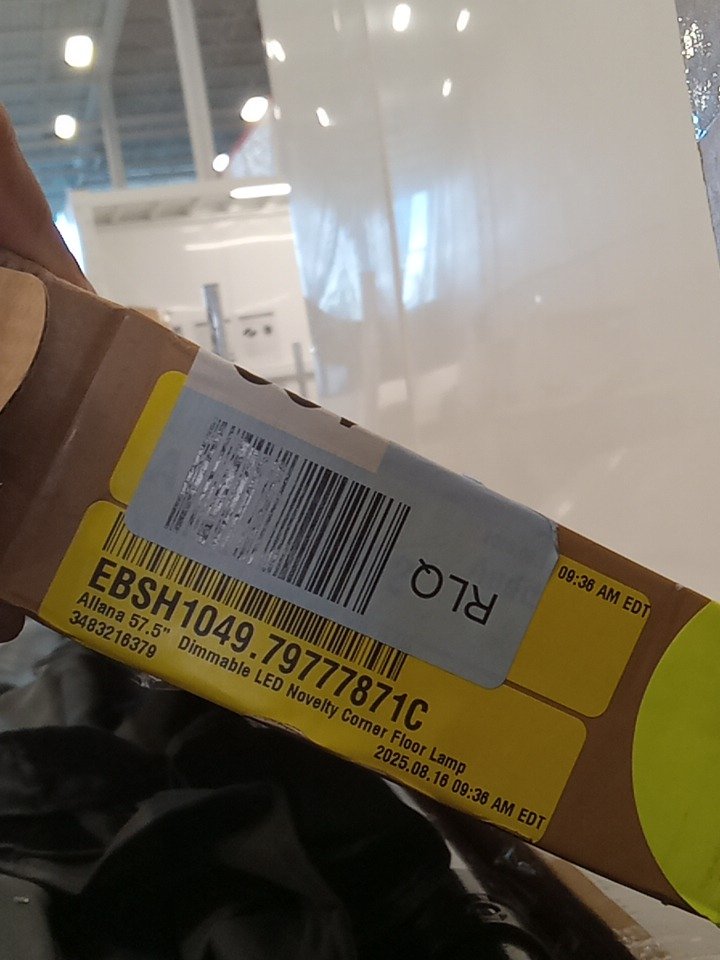 RLQ
09:36 AM EDT
EBSH1049.79777871C
Allana 57.5" Dimmable LED Novelty Corner Floor Lamp
3483216379
2025.08.16 09:36 AM EDT